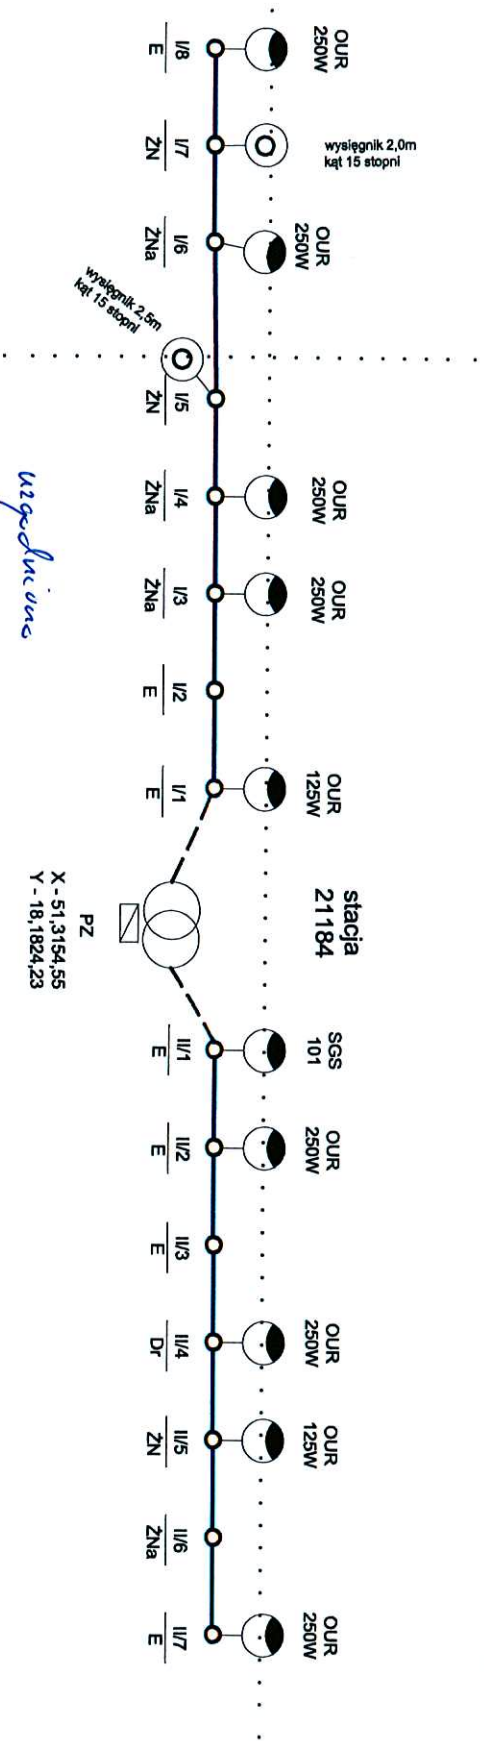 OUR
250W
I/8
E
wysięgnik 2,0m
kąt 15 stopni
I/7
ŻN
OUR
250W
I/6
ŻNa
wysięgnik 2,5m
kąt 15 stopni
I/5
ŻN
OUR
250W
I/4
ŻNa
OUR
250W
I/3
ŻNa
I/2
E
OUR
125W
I/1
E
stacja
21184
PZ
X - 51,3154,55
Y - 18,1824,23
SGS
101
II/1
E
OUR
250W
II/2
E
II/3
E
OUR
250W
II/4
Dr
OUR
125W
II/5
ŻN
II/6
ŻNa
OUR
250W
II/7
E
uzgodniono